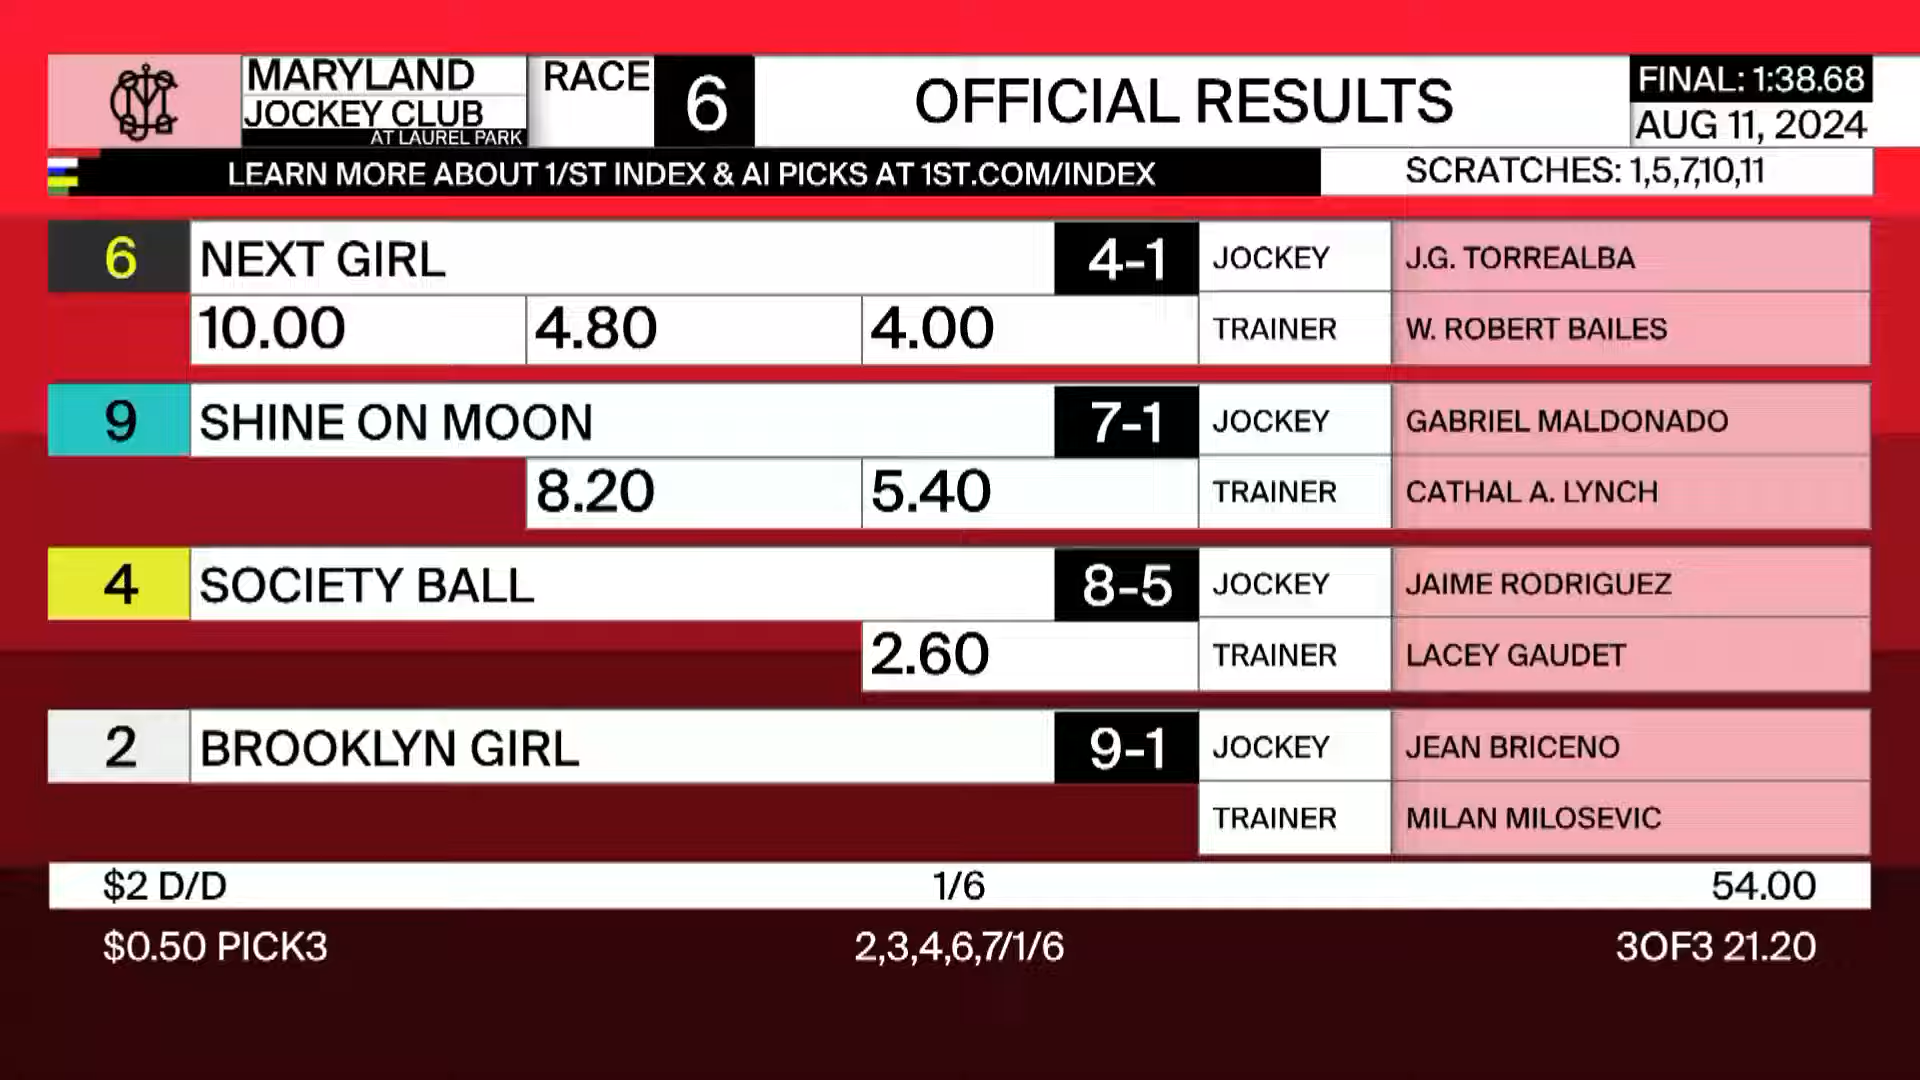 MARYLAND
JOCKEY CLUB
AT LAUREL PARK
RACE 6
OFFICIAL RESULTS
FINAL: 1:38.68
AUG 11, 2024
LEARN MORE ABOUT 1/ST INDEX & AI PICKS AT 1ST.COM/INDEX
SCRATCHES: 1,5,7,10,11
6 NEXT GIRL 4-1 JOCKEY J.G. TORREALBA
10.00 4.80 4.00 TRAINER W. ROBERT BAILES
9 SHINE ON MOON 7-1 JOCKEY GABRIEL MALDONADO
8.20 5.40 TRAINER CATHAL A. LYNCH
4 SOCIETY BALL 8-5 JOCKEY JAIME RODRIGUEZ
2.60 TRAINER LACEY GAUDET
2 BROOKLYN GIRL 9-1 JOCKEY JEAN BRICENO
TRAINER MILAN MILOSEVIC
$2 D/D 1/6 54.00
$0.50 PICK3 2,3,4,6,7/1/6 3OF3 21.20